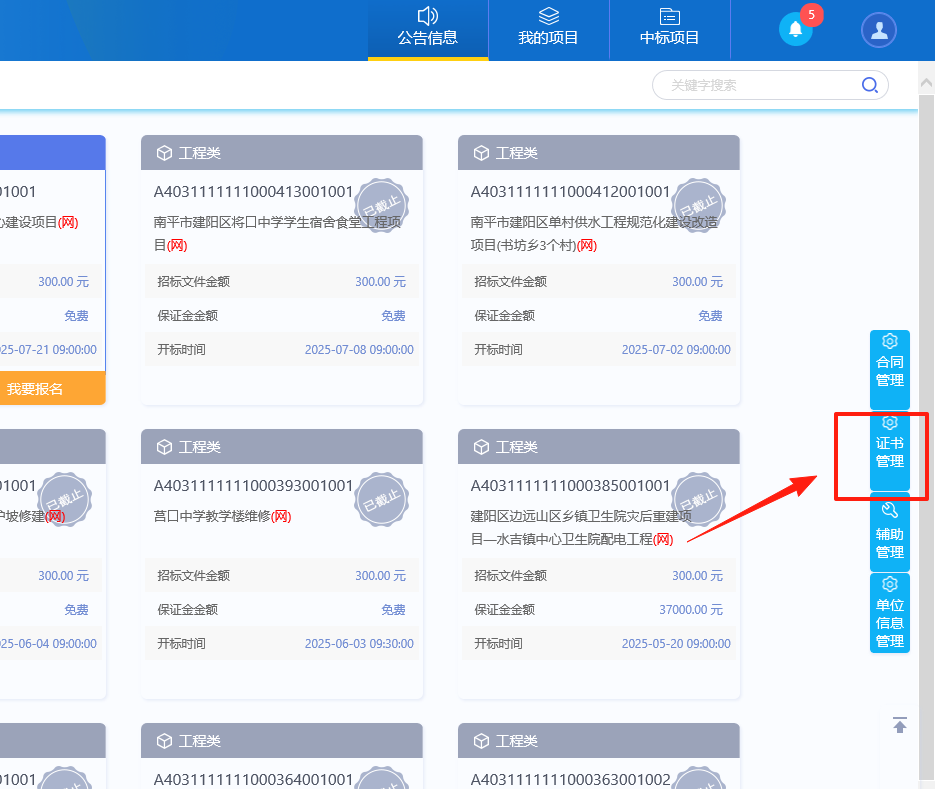 公告信息
我的项目
中标项目
5
关键字搜索
01001
建设项目(网)
300.00 元
免费
25-07-21 09:00:00
我要报名
工程类
A4031111111000413001001
已截止
南平市建阳区将口中学学生宿舍食堂工程项
目(网)
招标文件金额
300.00 元
保证金金额
免费
开标时间
2025-07-08 09:00:00
工程类
A4031111111000412001001
已截止
南平市建阳区单村供水工程规范化建设改造
项目(书坊乡3个村)(网)
招标文件金额
300.00 元
保证金金额
免费
开标时间
2025-07-02 09:00:00
合同
管理
证书
管理
辅助
管理
单位
信息
管理
01001
已截止
坡修建(网)
300.00 元
免费
25-06-04 09:00:00
工程类
A4031111111000393001001
已截止
莒口中学教学楼维修(网)
招标文件金额
300.00 元
保证金金额
免费
开标时间
2025-06-03 09:30:00
工程类
A4031111111000385001001
已截止
建阳区边远山区乡镇卫生院灾后重建项
目—水吉镇中心卫生院配电工程(网)
招标文件金额
300.00 元
保证金金额
37000.00 元
开标时间
2025-05-20 09:00:00
01001
工程类
A4031111111000364001001
工程类
A4031111111000363001002